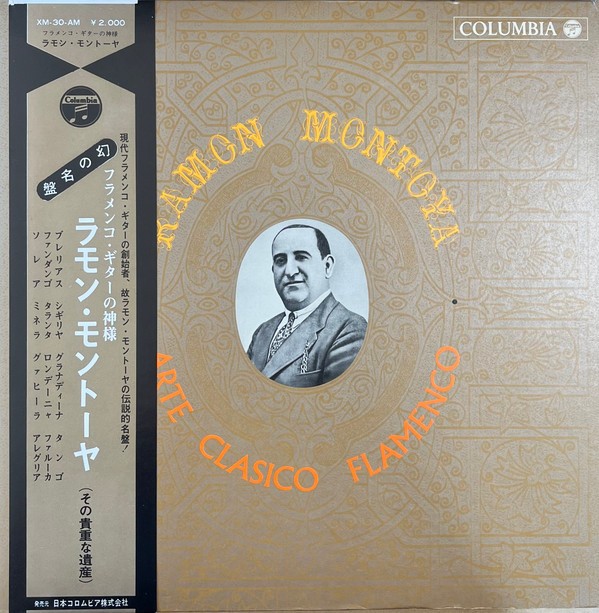 XM-30-AM ￥2,000
フラメンコ・ギターの神様
ラモン・モントーヤ
Columbia
幻の名盤
現代フラメンコ・ギターの創始者、故ラモン・モントーヤの伝説的名盤!
フラメンコ・ギターの神様
ラモン・モントーヤ
(その貴重な遺産)
ブレリアス シギリヤ グラナディーナ タンゴ
ファンダンゴ タランタ ロンデーニャ ファルーカ
ソレア ミネラ グァヒーラ アレグリア
発売元 日本コロムビア株式会社
COLUMBIA
RAMON MONTOYA
ARTE CLASICO FLAMENCO